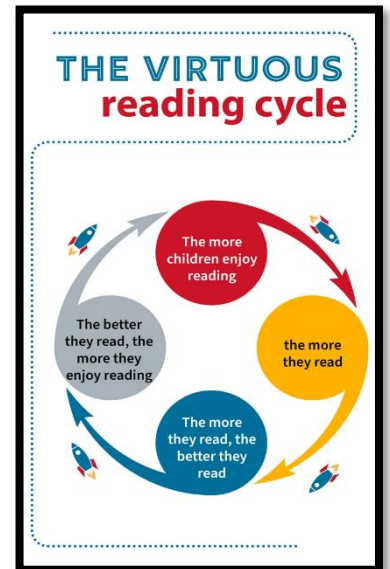 THE VIRTUOUS
reading cycle
The more
children enjoy
reading
the more
they read
The more
they read, the
better they
read
The better
they read, the
more they
enjoy reading